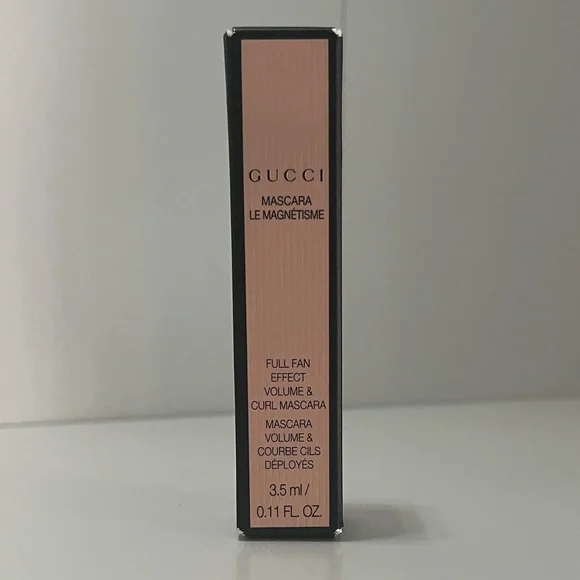 GUCCI
MASCARA
LE MAGNÉTISME
FULL FAN
EFFECT
VOLUME &
CURL MASCARA
MASCARA
VOLUME &
COURBE CILS
DÉPLOYÉS
3.5 ml /
0.11 FL. OZ.